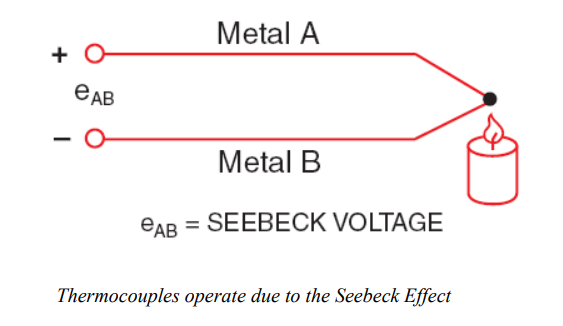 Metal A
+
eAB
–
Metal B
eAB = SEEBECK VOLTAGE
Thermocouples operate due to the Seebeck Effect